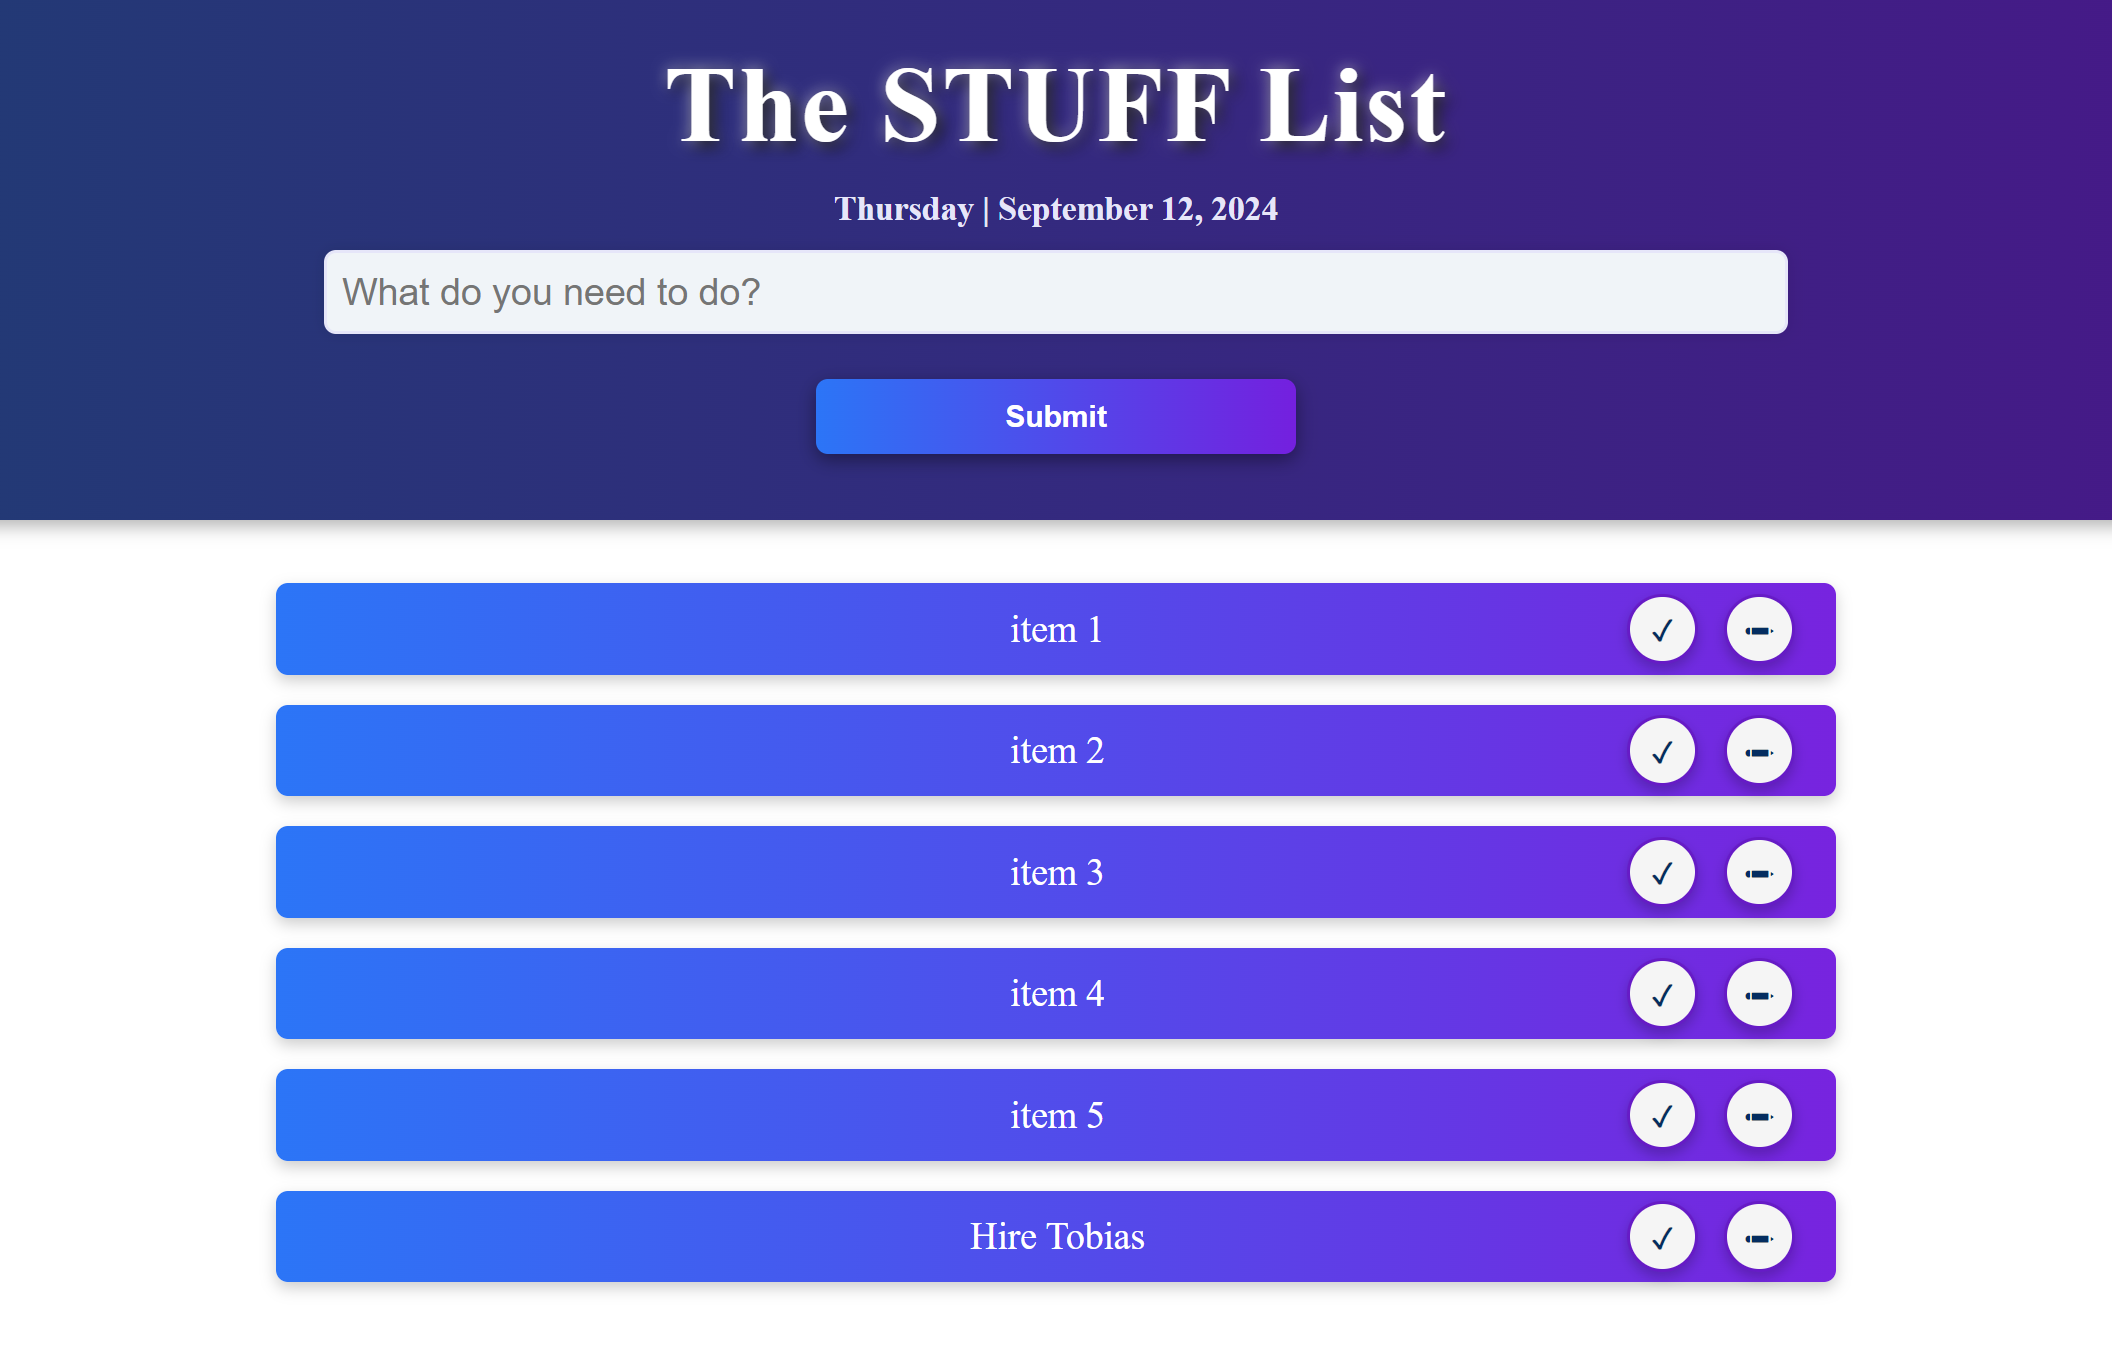 The STUFF List
Thursday | September 12, 2024
What do you need to do?
Submit
item 1
item 2
item 3
item 4
item 5
Hire Tobias